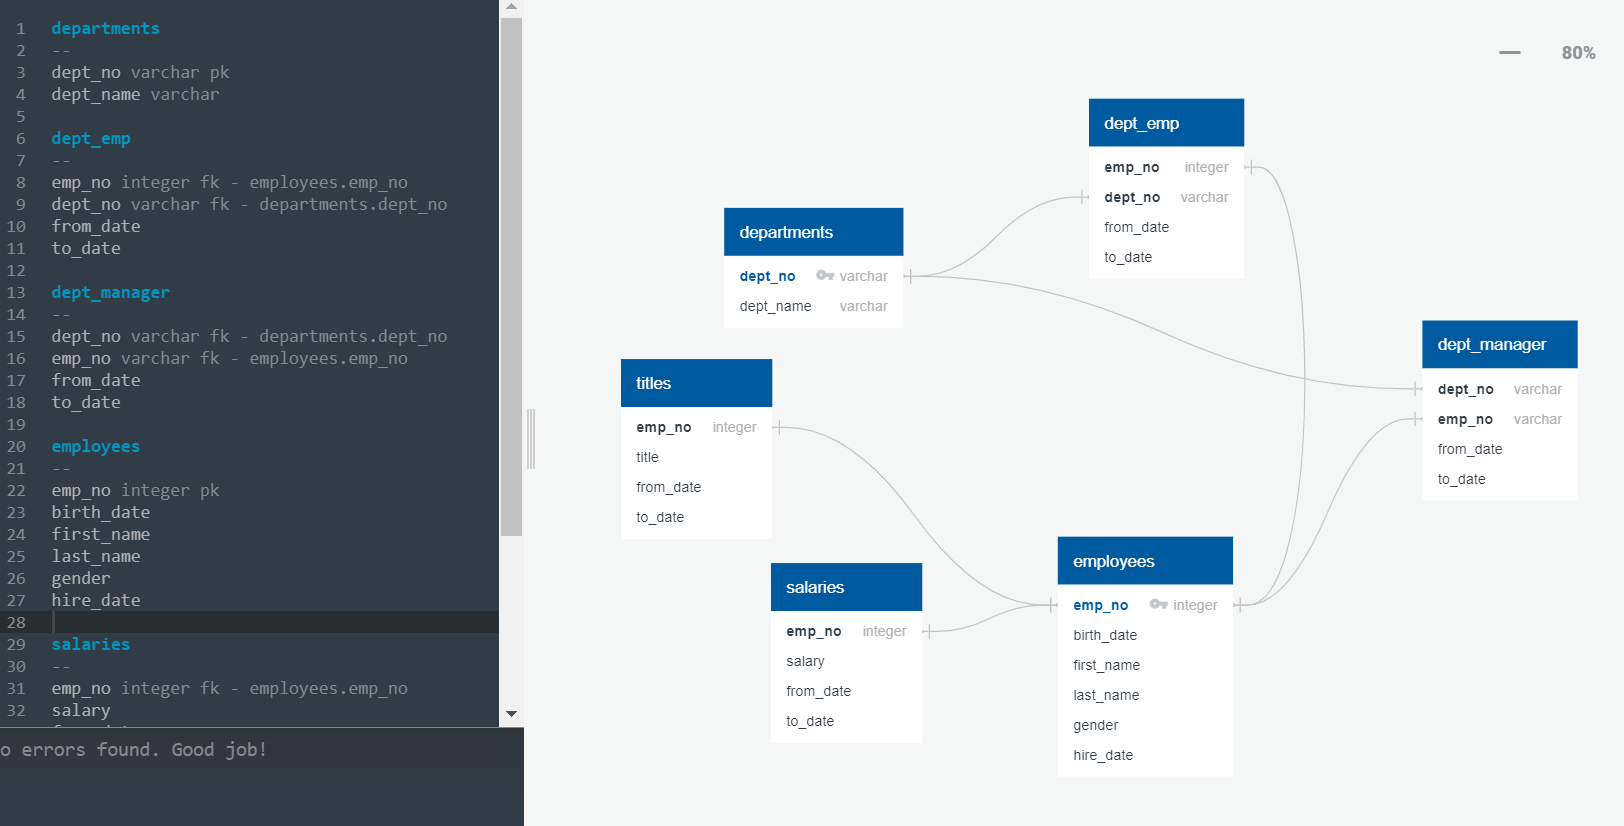 1 departments
2 --
3 dept_no varchar pk
4 dept_name varchar
5
6 dept_emp
7 --
8 emp_no integer fk - employees.emp_no
9 dept_no varchar fk - departments.dept_no
10 from_date
11 to_date
12
13 dept_manager
14 --
15 dept_no varchar fk - departments.dept_no
16 emp_no varchar fk - employees.emp_no
17 from_date
18 to_date
19
20 employees
21 --
22 emp_no integer pk
23 birth_date
24 first_name
25 last_name
26 gender
27 hire_date
28
29 salaries
30 --
31 emp_no integer fk - employees.emp_no
32 salary
o errors found. Good job!
80%
dept_emp
emp_no integer
dept_no varchar
from_date
to_date
departments
dept_no varchar
dept_name varchar
dept_manager
dept_no varchar
emp_no varchar
from_date
to_date
titles
emp_no integer
title
from_date
to_date
employees
emp_no integer
birth_date
first_name
last_name
gender
hire_date
salaries
emp_no integer
salary
from_date
to_date